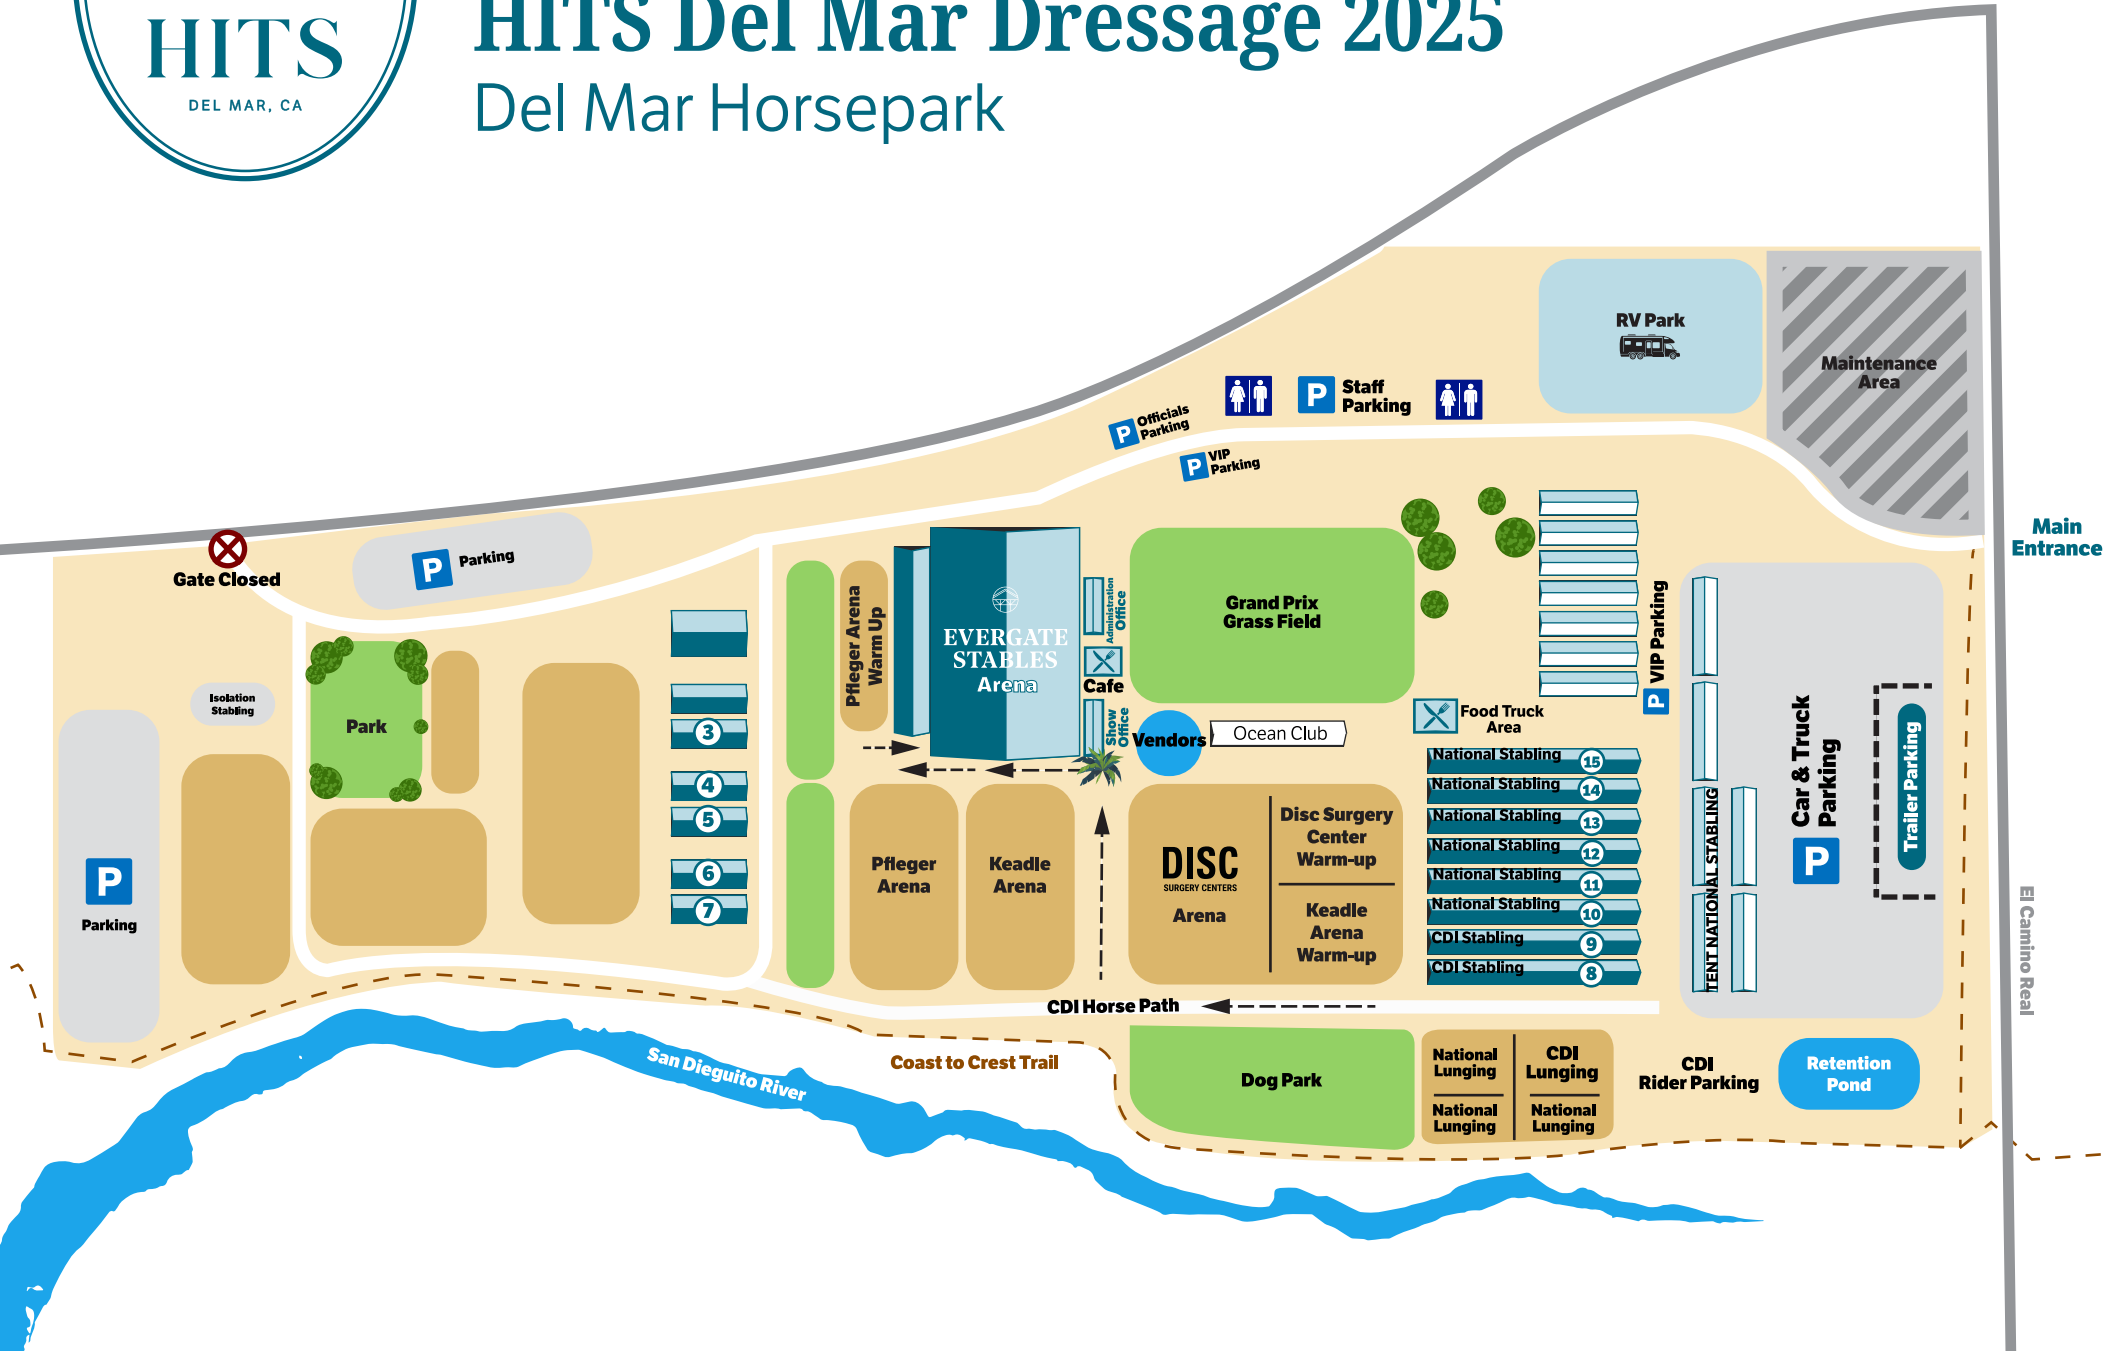 HITS
DEL MAR, CA
HITS Del Mar Dressage 2025
Del Mar Horsepark
RV Park
Maintenance
Area
P
Staff
Parking
P
Officials
Parking
P
VIP
Parking
Main
Entrance
Gate Closed
P
Parking
Pfleger Arena
Warm Up
EVERGATE
STABLES
Arena
Administration
Office
Cafe
Show
Office
Grand Prix
Grass Field
P
VIP Parking
Isolation
Stabling
Park
3
4
5
6
7
Vendors
Ocean Club
Food Truck
Area
National Stabling
15
National Stabling
14
National Stabling
13
National Stabling
12
National Stabling
11
National Stabling
10
CDI Stabling
9
CDI Stabling
8
TENT NATIONAL STABLING
Car & Truck
Parking
P
Trailer Parking
El Camino Real
P
Parking
Pfleger
Arena
Keadle
Arena
DISC
SURGERY CENTERS
Arena
Disc Surgery
Center
Warm-up
Keadle
Arena
Warm-up
CDI Horse Path
San Dieguito River
Coast to Crest Trail
Dog Park
National
Lunging
CDI
Lunging
National
Lunging
National
Lunging
CDI
Rider Parking
Retention
Pond